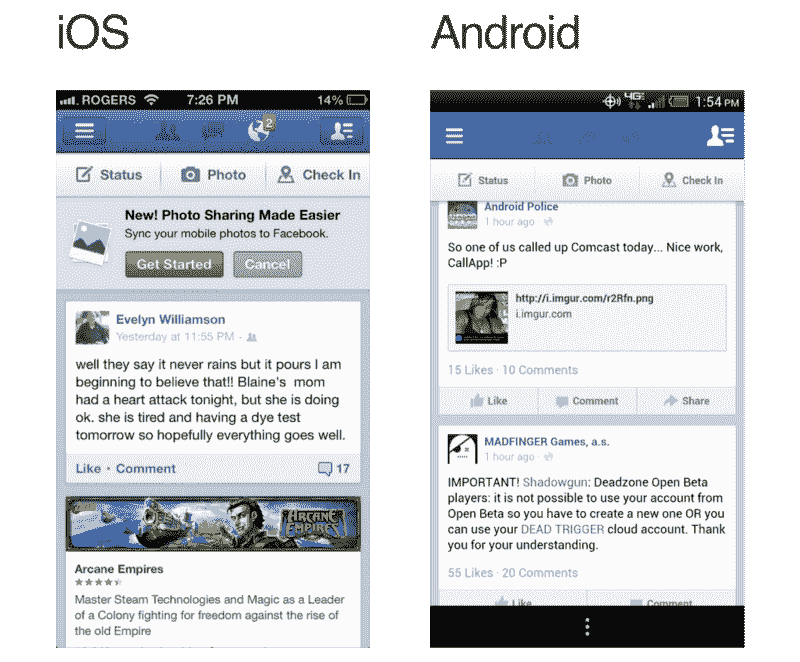 iOS
Android
ROGERS
7:26 PM
14%
2
Status
Photo
Check In
New! Photo Sharing Made Easier
Sync your mobile photos to Facebook.
Get Started
Cancel
Evelyn Williamson
Yesterday at 11:55 PM -
well they say it never rains but it pours I am
beginning to believe that!! Blaine's mom
had a heart attack tonight, but she is doing
ok. she is tired and having a dye test
tomorrow so hopefully everything goes well.
Like · Comment
17
ARCANE
EMPIRES
Arcane Empires
Master Steam Technologies and Magic as a Leader
of a Colony fighting for freedom against the rise of
the old Empire
4G
1:54 PM
Status
Photo
Check In
Android Police
1 hour ago ·
So one of us called up Comcast today... Nice work,
CallApp! :P
http://i.imgur.com/r2Rfn.png
i.imgur.com
15 Likes · 10 Comments
Like
Comment
Share
MADFINGER Games, a.s.
1 hour ago ·
IMPORTANT! Shadowgun: Deadzone Open Beta
players: it is not possible to use your account from
Open Beta so you have to create a new one OR you
can use your DEAD TRIGGER cloud account. Thank
you for your understanding.
55 Likes · 20 Comments
Like
Comment